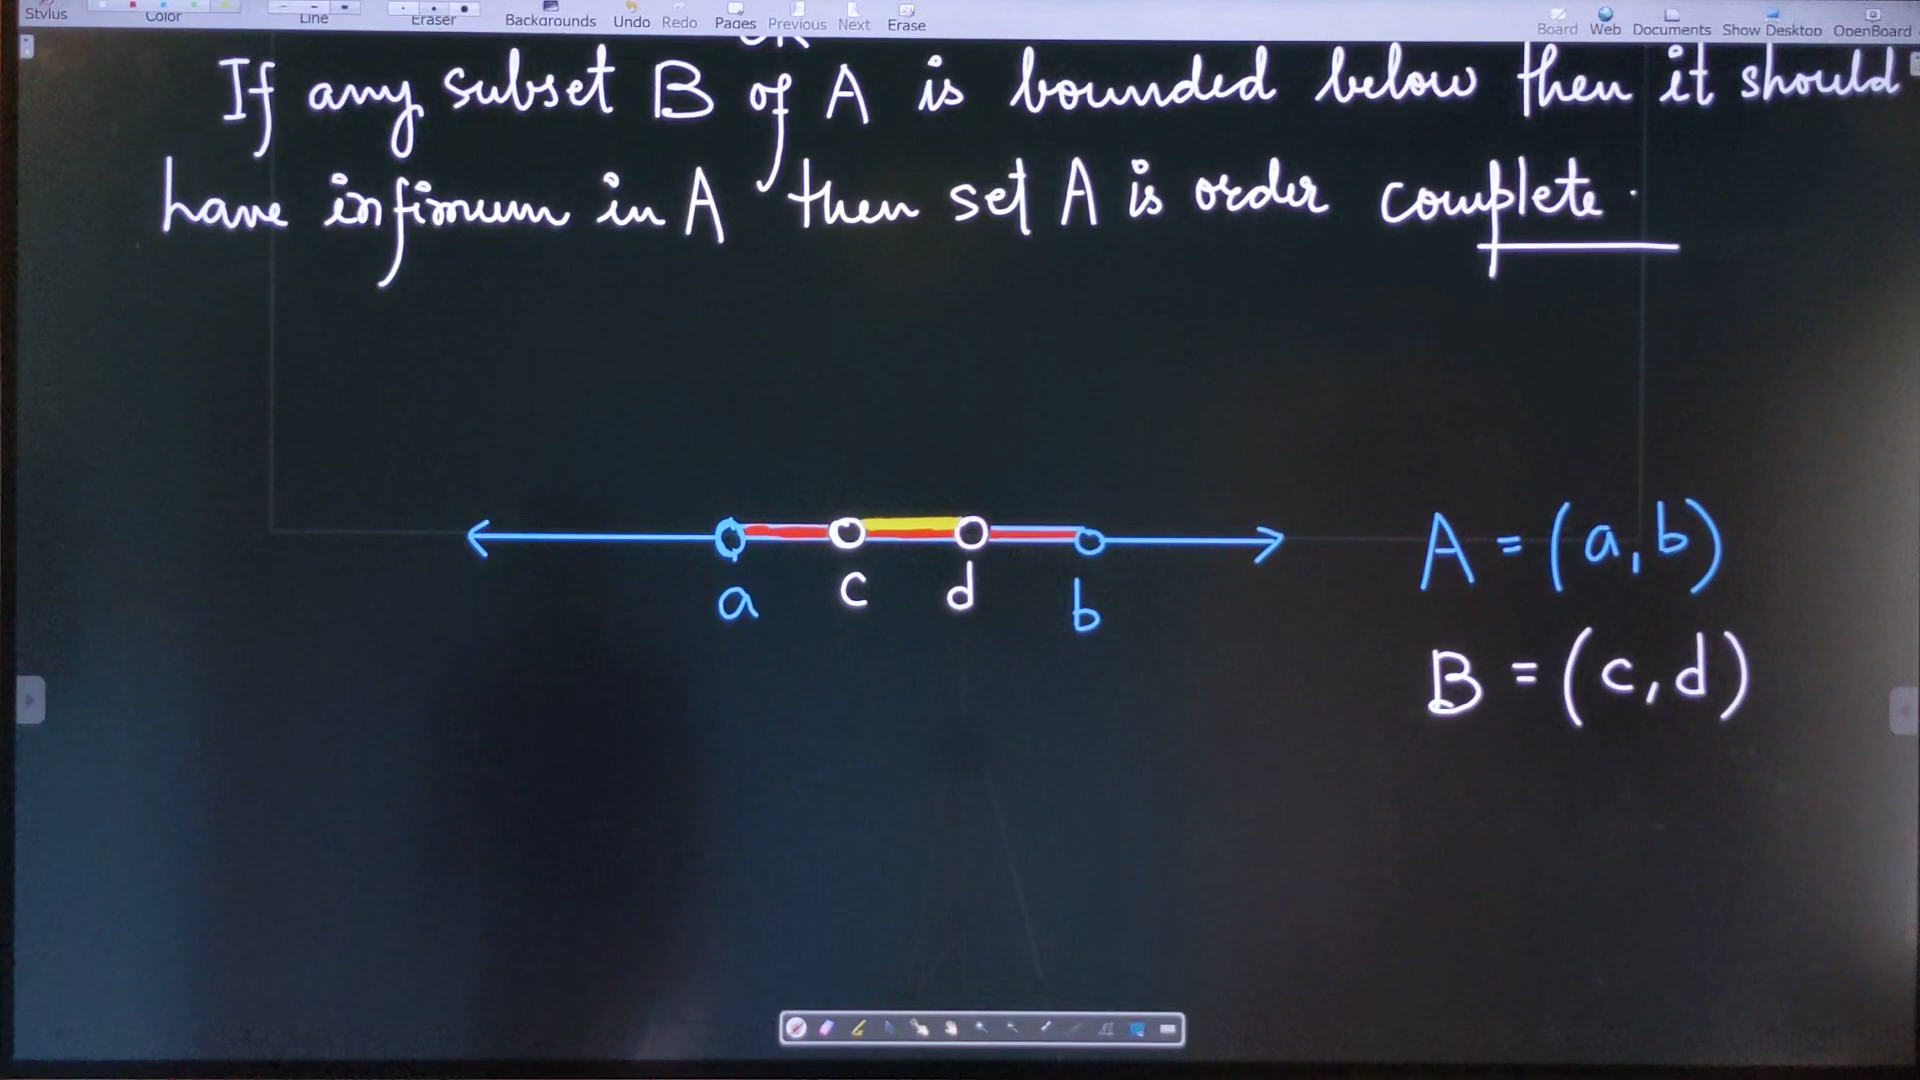 Stylus Color Line Eraser Backgrounds Undo Redo Pages Previous Next Erase Board Web Documents Show Desktop OpenBoard
If any subset B of A is bounded below then it should
have infimum in A then set A is order complete.
a c d b
A = (a, b)
B = (c, d)